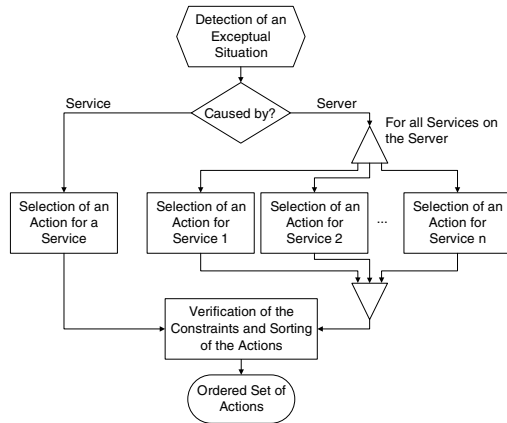 Detection of an
Exceptual
Situation
Service
Caused by?
Server
For all Services on
the Server
Selection of an
Action for a
Service
Selection of an
Action for
Service 1
Selection of an
Action for
Service 2
...
Selection of an
Action for
Service n
Verification of the
Constraints and Sorting
of the Actions
Ordered Set of
Actions